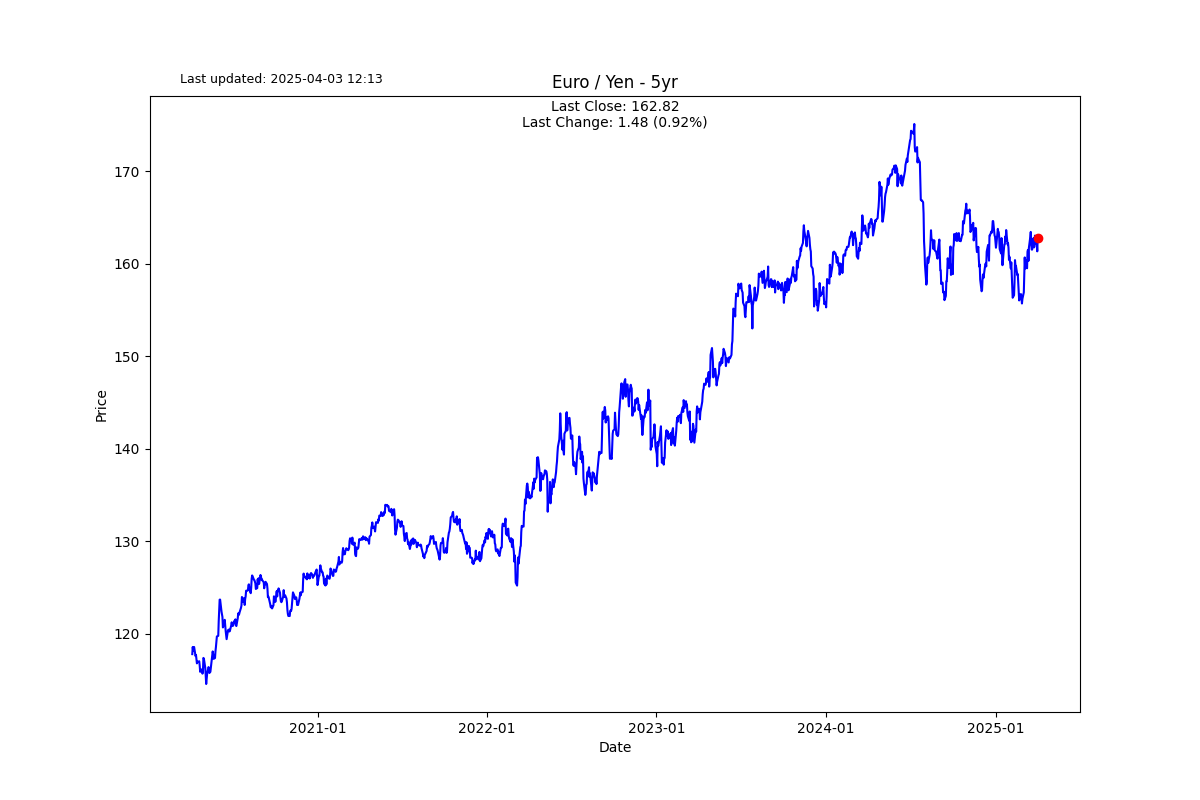 Last updated: 2025-04-03 12:13
Euro / Yen - 5yr
Last Close: 162.82
Last Change: 1.48 (0.92%)
170
160
150
140
130
120
Price
2021-01
2022-01
2023-01
2024-01
2025-01
Date